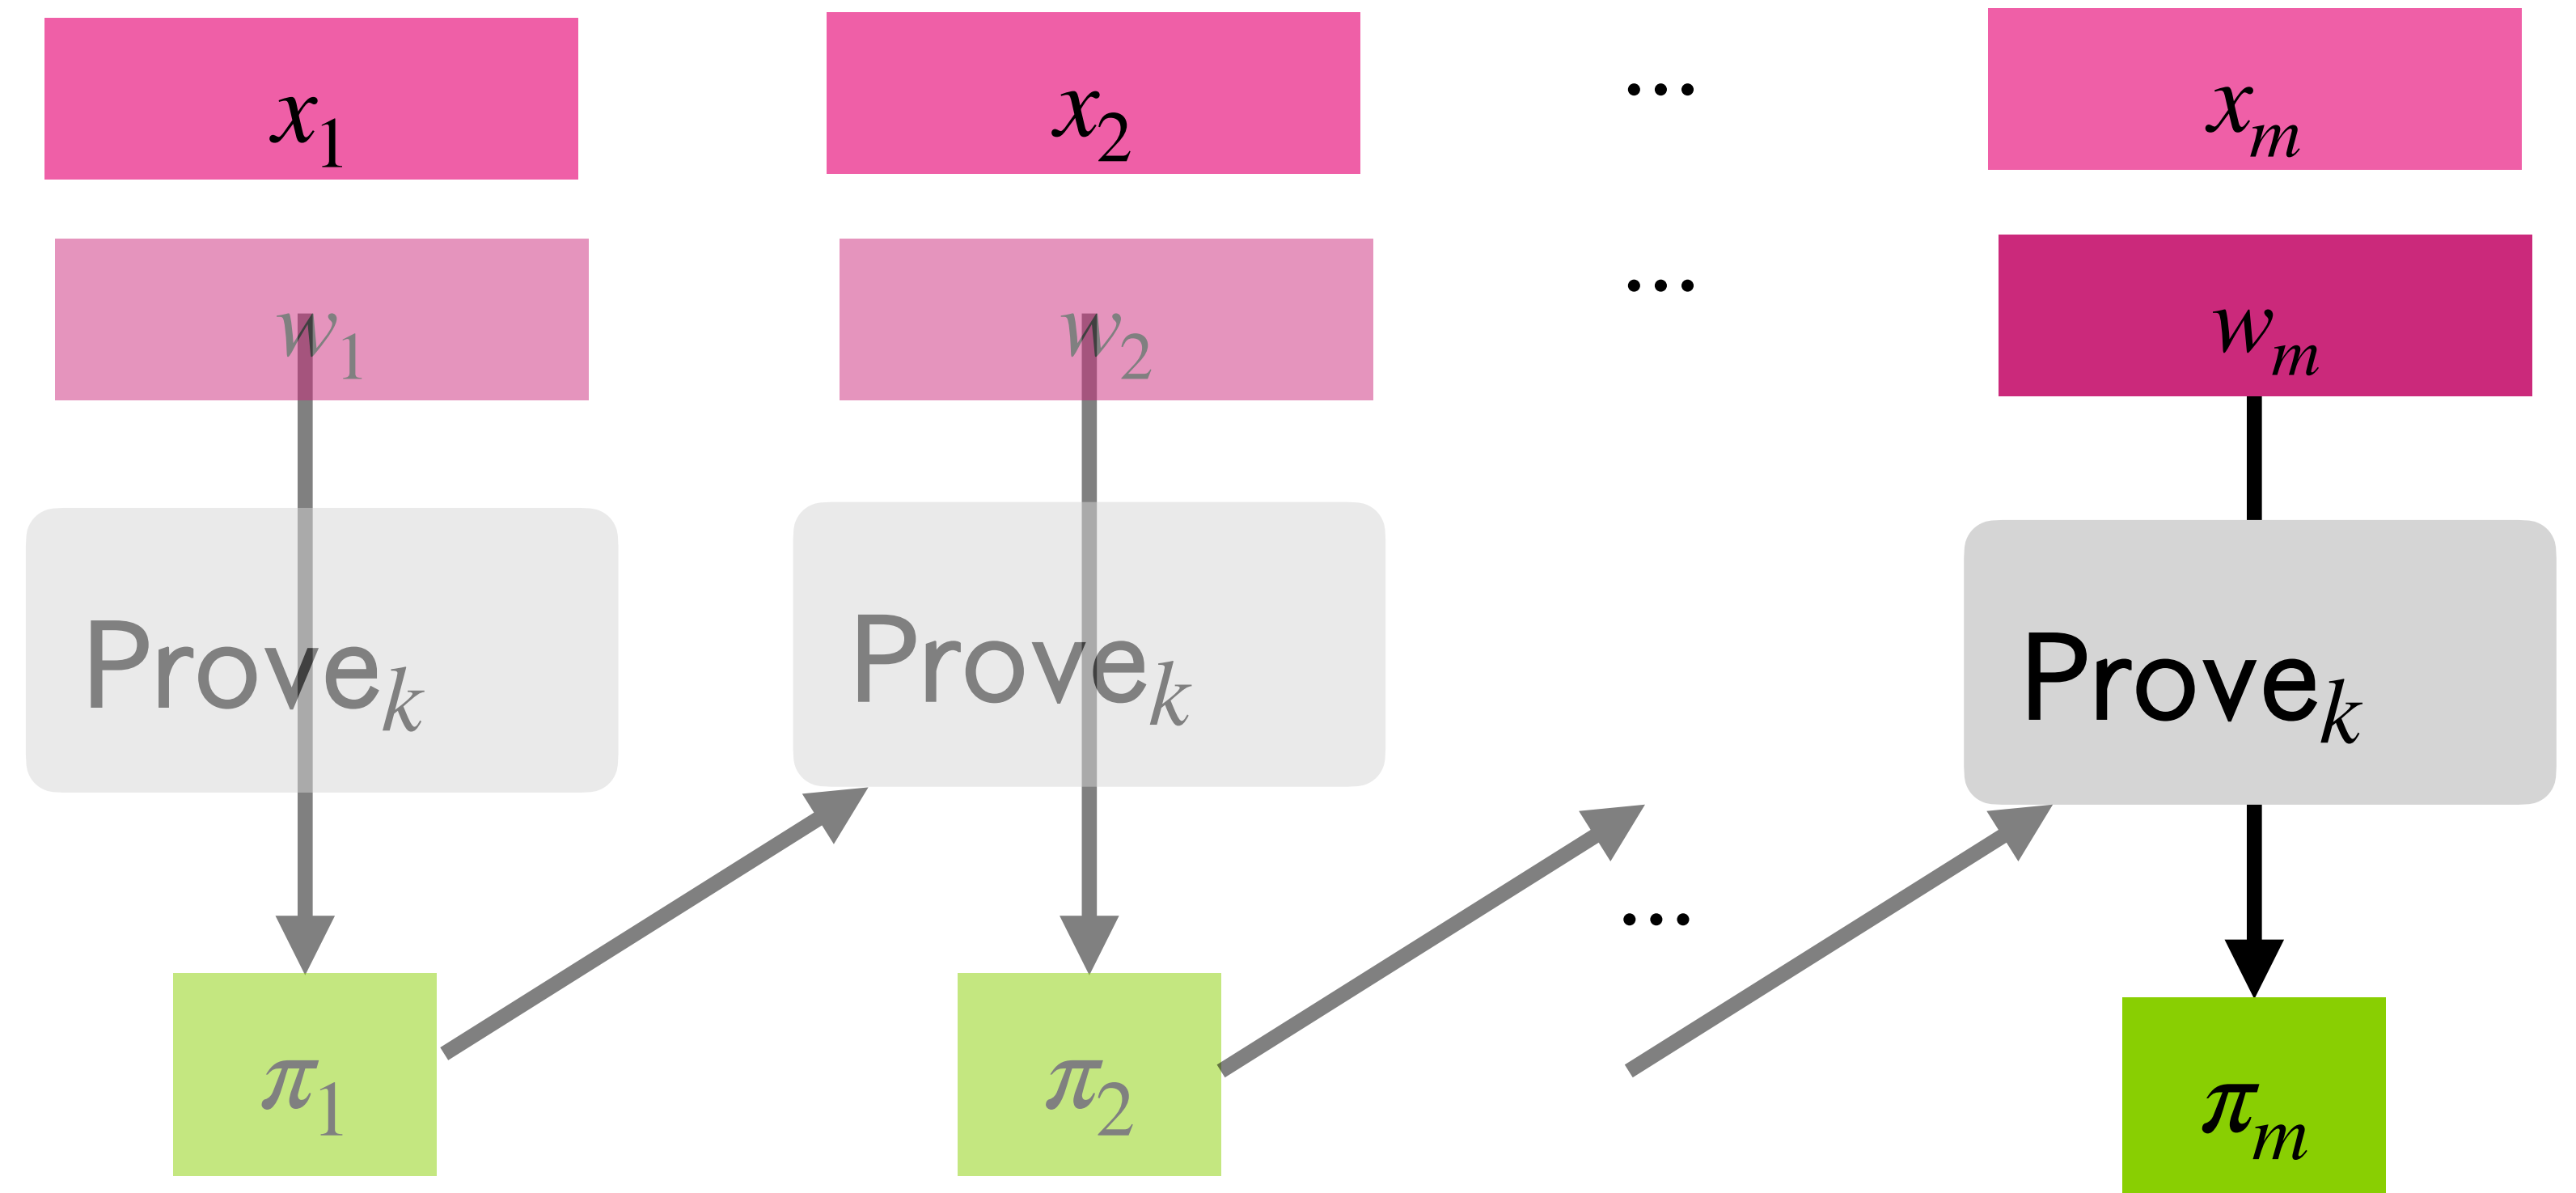 x₁ x₂ ... xₘ
w₁ w₂ ... wₘ
Proveₖ Proveₖ Proveₖ
...
π₁ π₂ πₘ